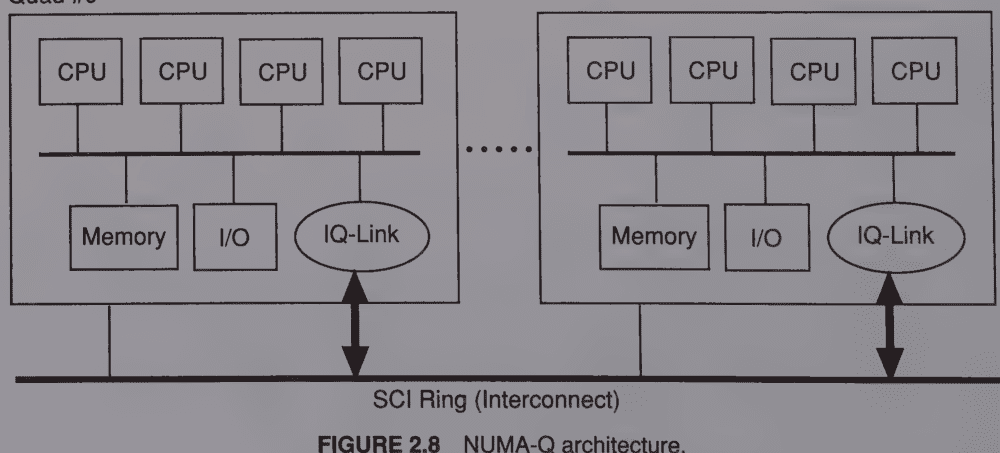 CPU CPU CPU CPU CPU CPU CPU CPU
Memory I/O IQ-Link Memory I/O IQ-Link
SCI Ring (Interconnect)
FIGURE 2.8 NUMA-Q architecture.